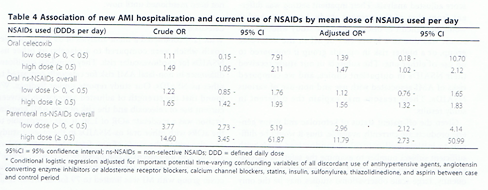 Table 4 Association of new AMI hospitalization and current use of NSAIDs by mean dose of NSAIDs used per day
NSAIDs used (DDDs per day) Crude OR 95% CI Adjusted OR* 95% CI
Oral celecoxib
low dose (> 0, < 0.5) 1.11 0.15 - 7.91 1.39 0.18 - 10.70
high dose (≥ 0.5) 1.49 1.05 - 2.11 1.47 1.02 - 2.12
Oral ns-NSAIDs overall
low dose (> 0, < 0.5) 1.22 0.85 - 1.76 1.12 0.76 - 1.65
high dose (≥ 0.5) 1.65 1.42 - 1.93 1.56 1.32 - 1.83
Parenteral ns-NSAIDs overall
low dose (> 0, < 0.5) 3.77 2.73 - 5.19 2.96 2.12 - 4.14
high dose (≥ 0.5) 14.60 3.45 - 61.87 11.79 2.73 - 50.99
95%CI = 95% confidence interval; ns-NSAIDs = non-selective NSAIDs; DDD = defined daily dose
* Conditional logistic regression adjusted for important potential time-varying confounding variables of all discordant use of antihypertensive agents, angiotensin
converting enzyme inhibitors or aldosterone receptor blockers, calcium channel blockers, statins, insulin, sulfonylurea, thiazolidinedione, and aspirin between case
and control period